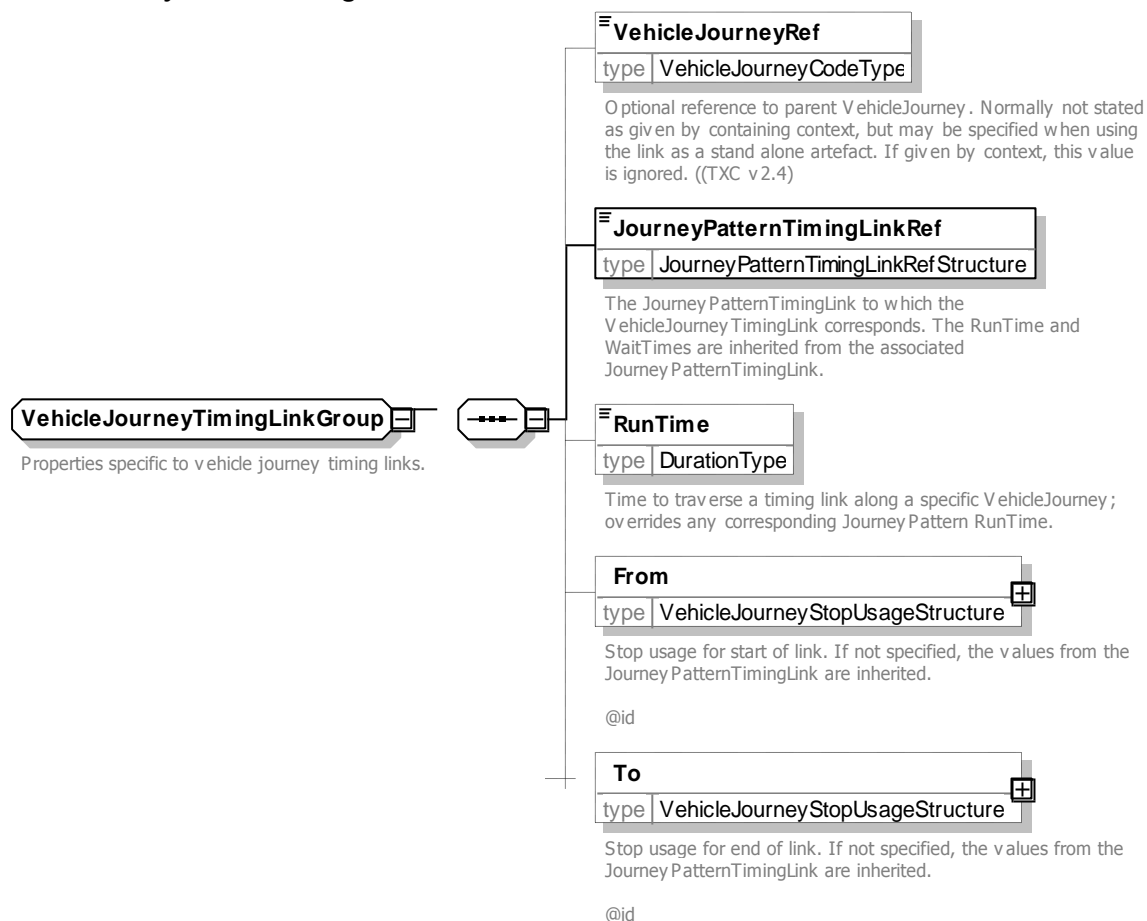 VehicleJourneyRef
type VehicleJourneyCodeType
Optional reference to parent VehicleJourney. Normally not stated
as given by containing context, but may be specified when using
the link as a stand alone artefact. If given by context, this value
is ignored. ((TXC v2.4)
JourneyPatternTimingLinkRef
type JourneyPatternTimingLinkRefStructure
The JourneyPatternTimingLink to which the
VehicleJourneyTimingLink corresponds. The RunTime and
WaitTimes are inherited from the associated
JourneyPatternTimingLink.
VehicleJourneyTimingLinkGroup
Properties specific to vehicle journey timing links.
RunTime
type DurationType
Time to traverse a timing link along a specific VehicleJourney;
overrides any corresponding JourneyPattern RunTime.
From
type VehicleJourneyStopUsageStructure
Stop usage for start of link. If not specified, the values from the
JourneyPatternTimingLink are inherited.
@id
To
type VehicleJourneyStopUsageStructure
Stop usage for end of link. If not specified, the values from the
JourneyPatternTimingLink are inherited.
@id